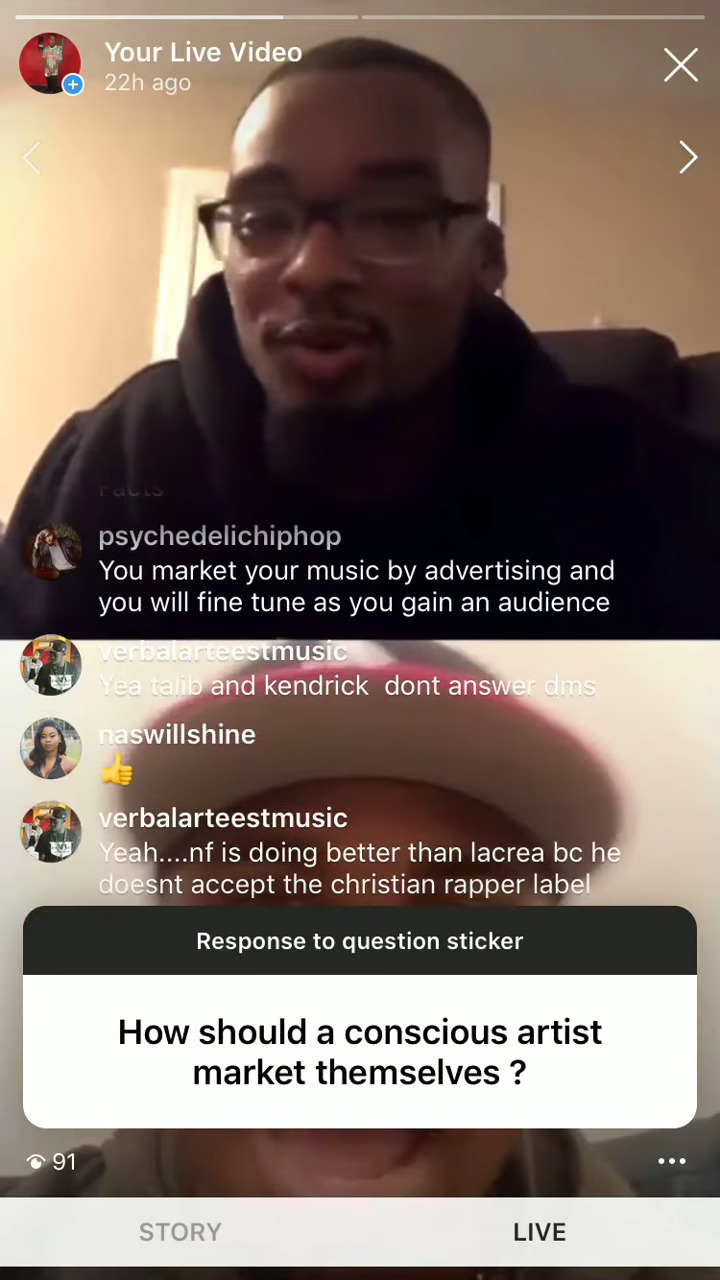 Your Live Video
22h ago
Facts
psychedelichiphop
You market your music by advertising and
you will fine tune as you gain an audience
verbalarteestmusic
Yea talib and kendrick dont answer dms
naswillshine
verbalarteestmusic
Yeah....nf is doing better than lacrea bc he
doesnt accept the christian rapper label
Response to question sticker
How should a conscious artist
market themselves ?
91
STORY
LIVE